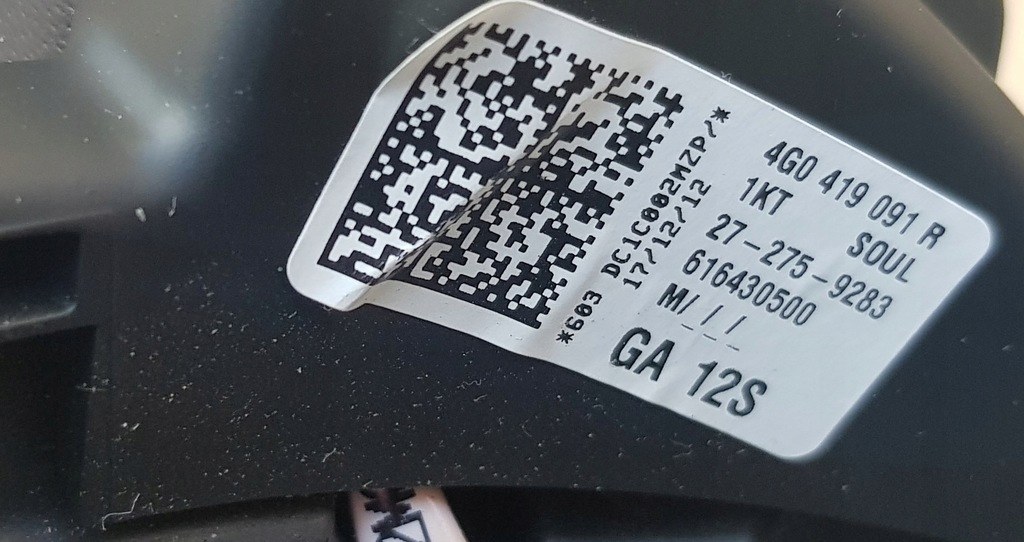 4G0 419 091 R
1KT SOUL
27-275-9283
616430500
M/_/_/_
GA 12S
*603 DC1C002MZP/*
17/12/12